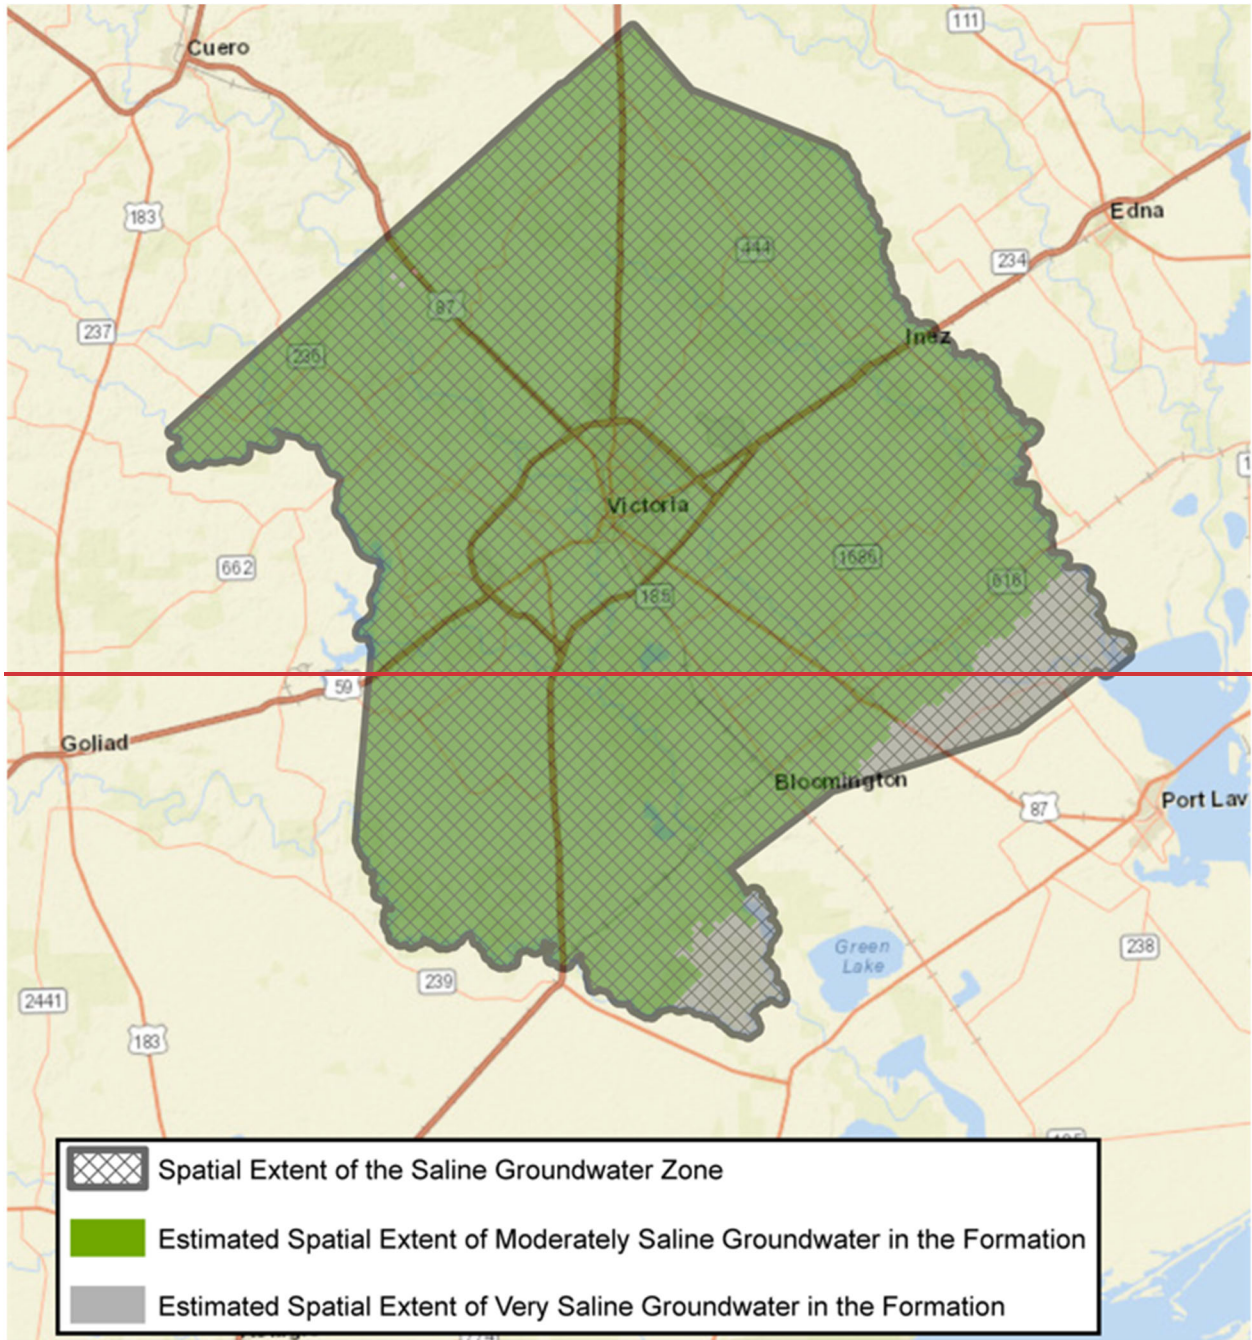 111
Cuero
183
Edna
444
234
87
237
Inez
236
Victoria
1686
662
616
185
59
Goliad
Bloomington
Port Lav
87
Green
Lake
238
239
2441
183
Spatial Extent of the Saline Groundwater Zone
Estimated Spatial Extent of Moderately Saline Groundwater in the Formation
Estimated Spatial Extent of Very Saline Groundwater in the Formation